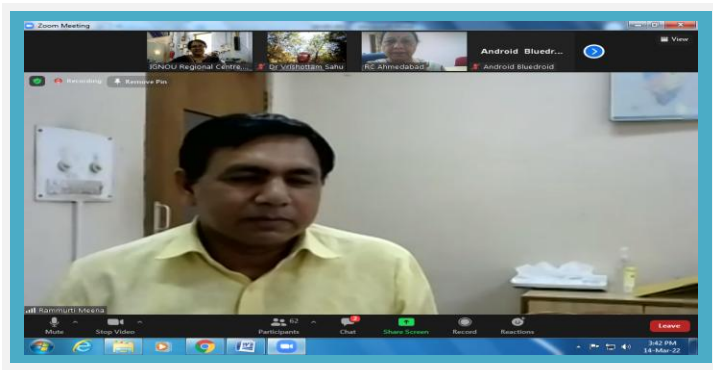 Zoom Meeting
View
IGNOU Regional Centre,...
Dr Vrishottam Sahu
RC Ahmedabad
Android Bluedr...
Android Bluedroid
Recording
Remove Pin
Rammurti Meena
62
2
Mute
Stop Video
Participants
Chat
Share Screen
Record
Reactions
Leave
3:42 PM
14-Mar-22